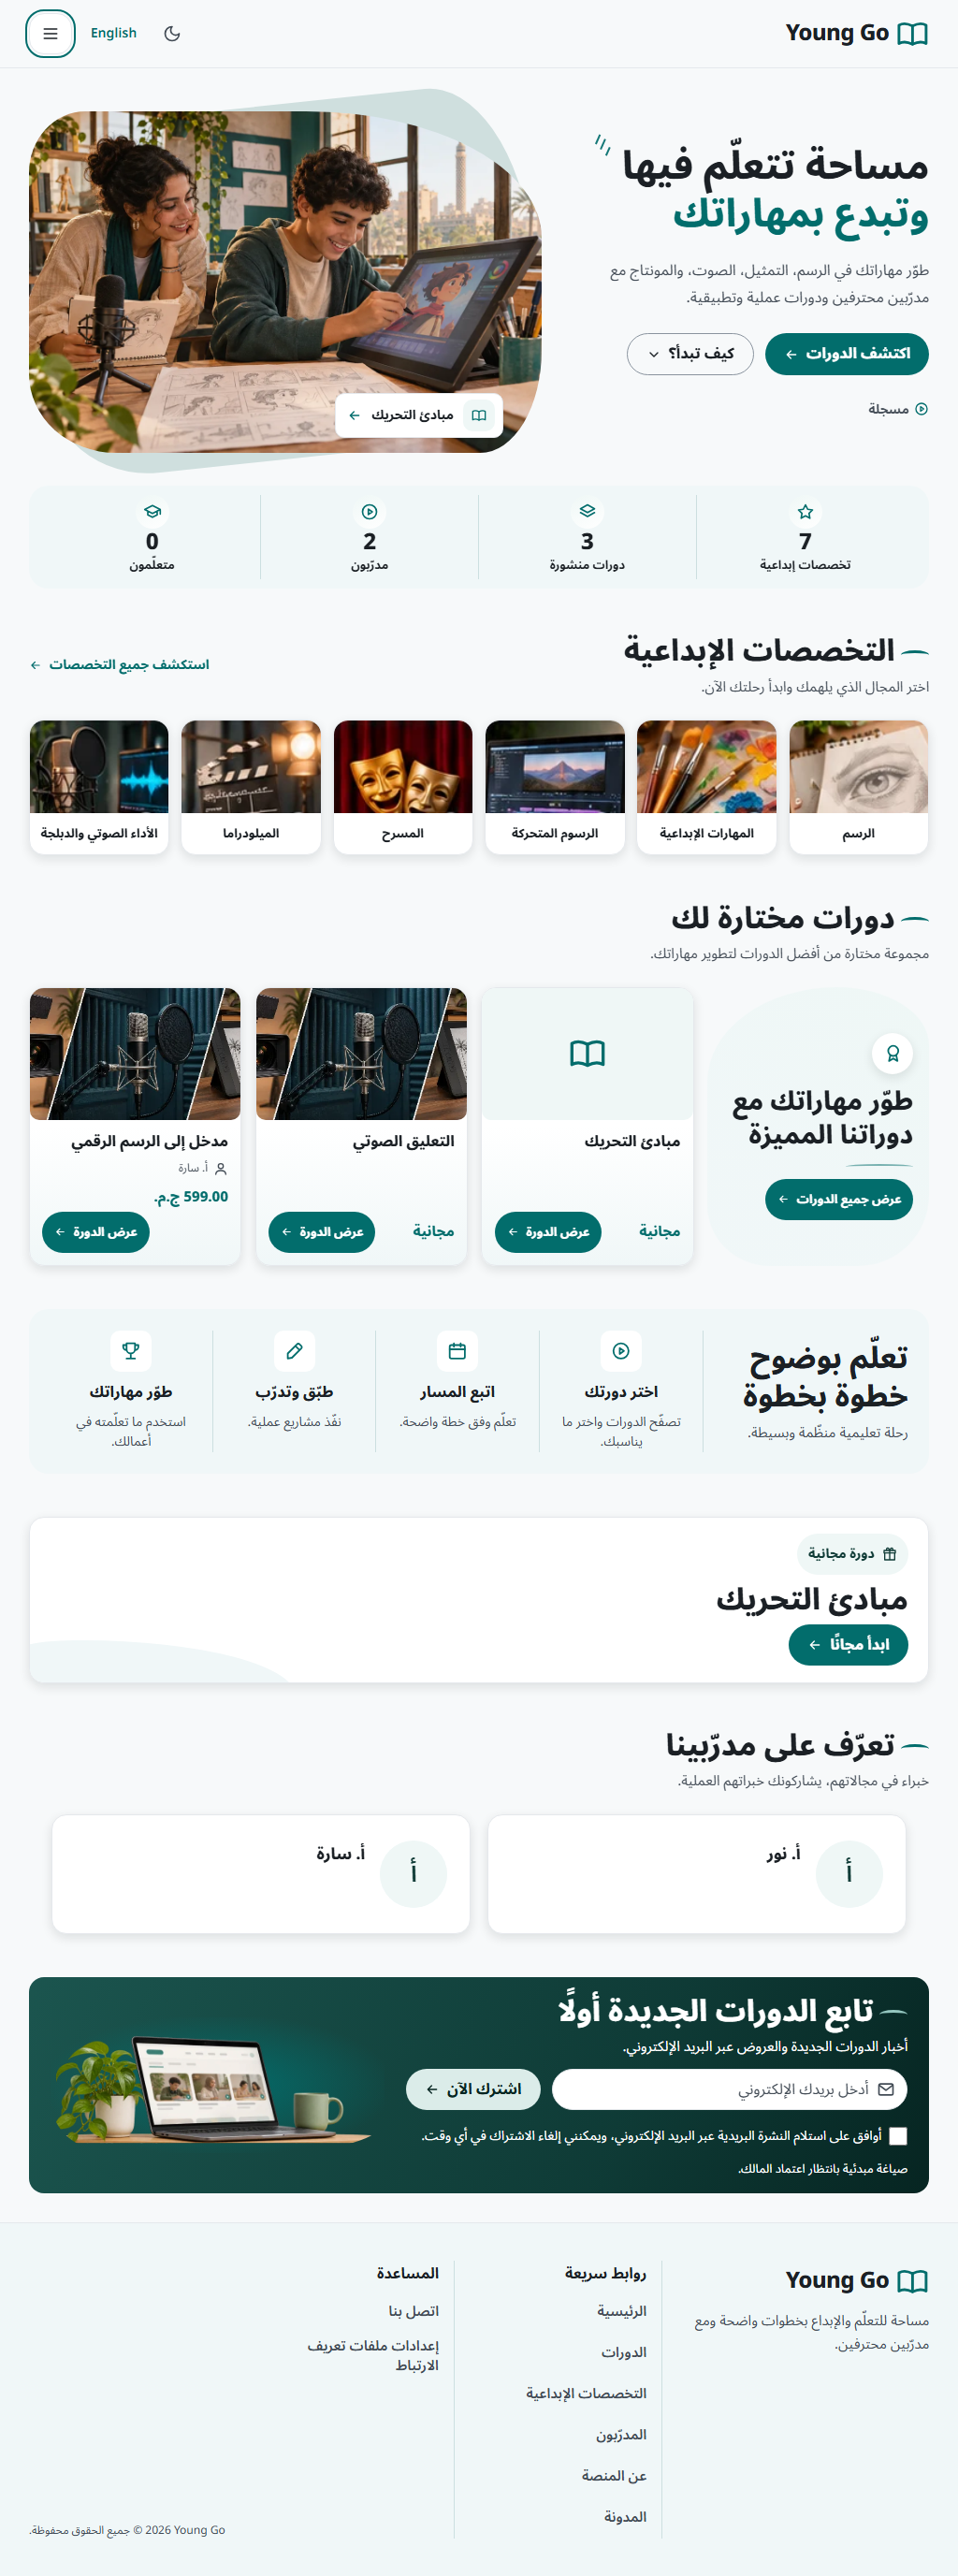 Young Go
English
مساحة تتعلّم فيها
وتبدع بمهاراتك
طوّر مهاراتك في الرسم، التمثيل، الصوت، والمونتاج مع
مدرّبين محترفين ودورات عملية وتطبيقية.
اكتشف الدورات
كيف تبدأ؟
مسجلة
مبادئ التحريك
7
تخصصات إبداعية
3
دورات منشورة
2
مدرّبون
0
متعلّمون
التخصصات الإبداعية
استكشف جميع التخصصات
اختر المجال الذي يلهمك وابدأ رحلتك الآن.
الرسم
المهارات الإبداعية
الرسوم المتحركة
المسرح
الميلودراما
الأداء الصوتي والدبلجة
دورات مختارة لك
مجموعة مختارة من أفضل الدورات لتطوير مهاراتك.
طوّر مهاراتك مع
دوراتنا المميزة
عرض جميع الدورات
مبادئ التحريك
مجانية
عرض الدورة
التعليق الصوتي
مجانية
عرض الدورة
مدخل إلى الرسم الرقمي
أ. سارة
599.00 ج.م.
عرض الدورة
تعلّم بوضوح
خطوة بخطوة
رحلة تعليمية منظّمة وبسيطة.
اختر دورتك
تصفّح الدورات واختر ما
يناسبك.
اتبع المسار
تعلّم وفق خطة واضحة.
طبّق وتدرّب
نفّذ مشاريع عملية.
طوّر مهاراتك
استخدم ما تعلّمته في
أعمالك.
دورة مجانية
مبادئ التحريك
ابدأ مجانًا
تعرّف على مدرّبينا
خبراء في مجالاتهم، يشاركونك خبراتهم العملية.
أ
أ. نور
أ
أ. سارة
تابع الدورات الجديدة أولًا
أخبار الدورات الجديدة والعروض عبر البريد الإلكتروني.
أدخل بريدك الإلكتروني
اشترك الآن
أوافق على استلام النشرة البريدية عبر البريد الإلكتروني، ويمكنني إلغاء الاشتراك في أي وقت.
صياغة مبدئية بانتظار اعتماد المالك.
Young Go
مساحة للتعلّم والإبداع بخطوات واضحة ومع
مدرّبين محترفين.
روابط سريعة
الرئيسية
الدورات
التخصصات الإبداعية
المدرّبون
عن المنصة
المدونة
المساعدة
اتصل بنا
إعدادات ملفات تعريف
الارتباط
Young Go 2026 © جميع الحقوق محفوظة.